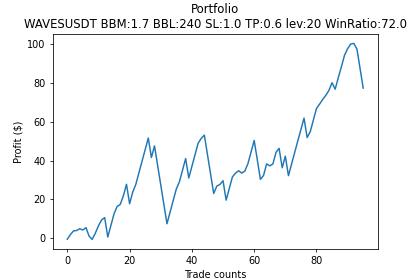 Portfolio
WAVESUSDT BBM:1.7 BBL:240 SL:1.0 TP:0.6 lev:20 WinRatio:72.0
100
80
60
40
20
0
Profit ($)
0 20 40 60 80
Trade counts